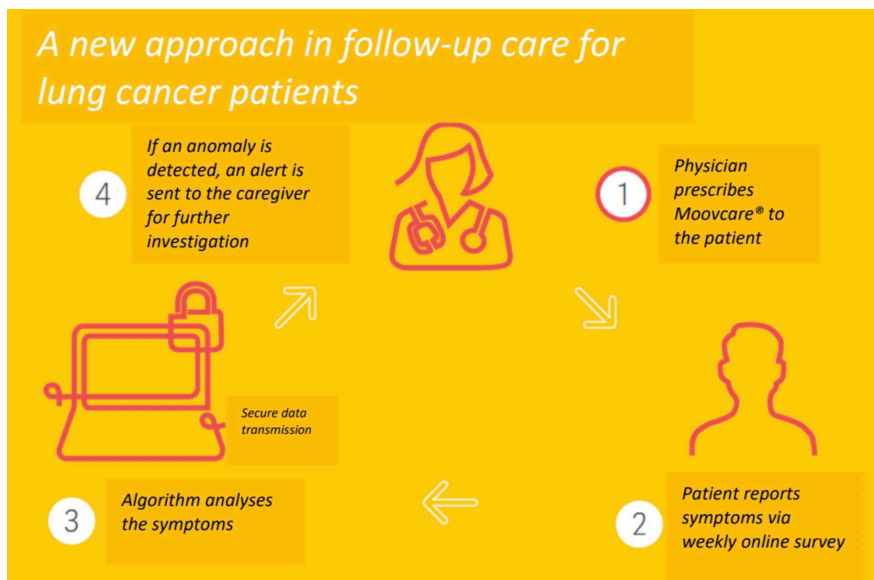 A new approach in follow-up care for
lung cancer patients
4
If an anomaly is
detected, an alert is
sent to the caregiver
for further
investigation
1
Physician
prescribes
Moovcare® to
the patient
Secure data
transmission
3
Algorithm analyses
the symptoms
2
Patient reports
symptoms via
weekly online survey